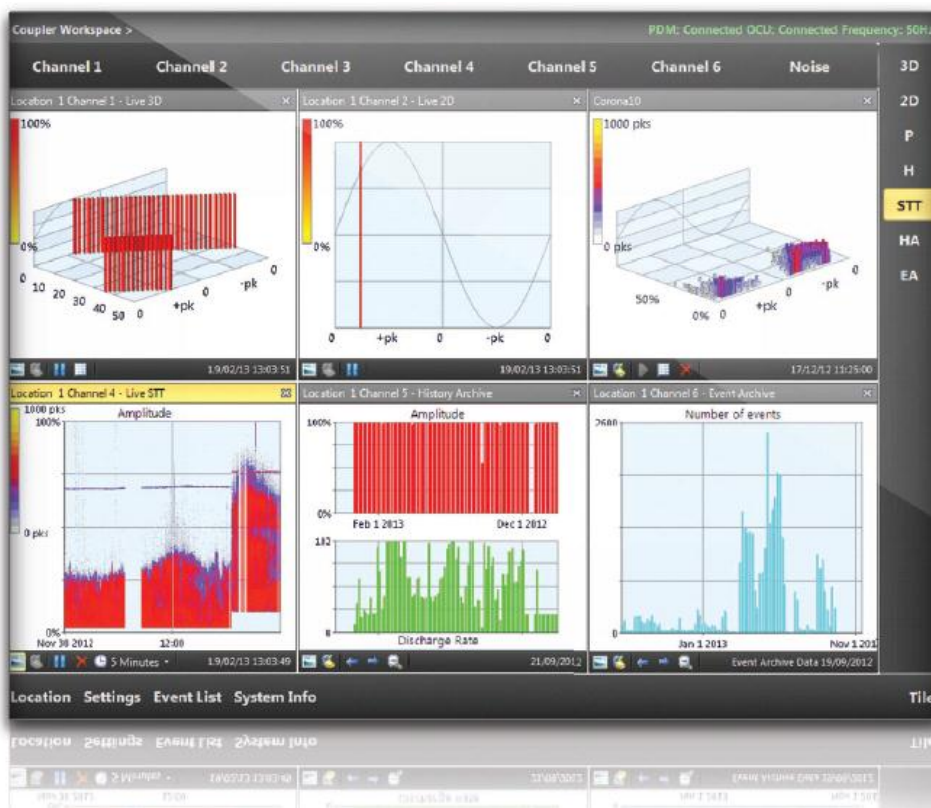 Coupler Workspace >
PDM: Connected OCU: Connected Frequency: 50Hz
Channel 1 Channel 2 Channel 3 Channel 4 Channel 5 Channel 6 Noise
3D
2D
P
H
STT
HA
EA
Location 1 Channel 1 - Live 3D
100%
0%
0 10 20 30 40 50
0 +pk 0 -pk 0
19/02/13 13:03:51
Location 1 Channel 2 - Live 2D
100%
0%
0 +pk 0 -pk 0
19/02/13 13:03:51
Corona10
1000 pks
0 pks
50%
0% 0 +pk 0 -pk 0
17/12/12 11:25:00
Location 1 Channel 4 - Live STT
1000 pks
Amplitude
100%
0 pks
0%
Nov 30 2012 12:00
5 Minutes
19/02/13 13:03:49
Location 1 Channel 5 - History Archive
Amplitude
100%
0%
Feb 1 2013 Dec 1 2012
182
0
Discharge Rate
21/09/2012
Location 1 Channel 6 - Event Archive
Number of events
2600
0
Jan 1 2013 Nov 1 201
Event Archive Data 19/09/2012
Location Settings Event List System Info
Tile